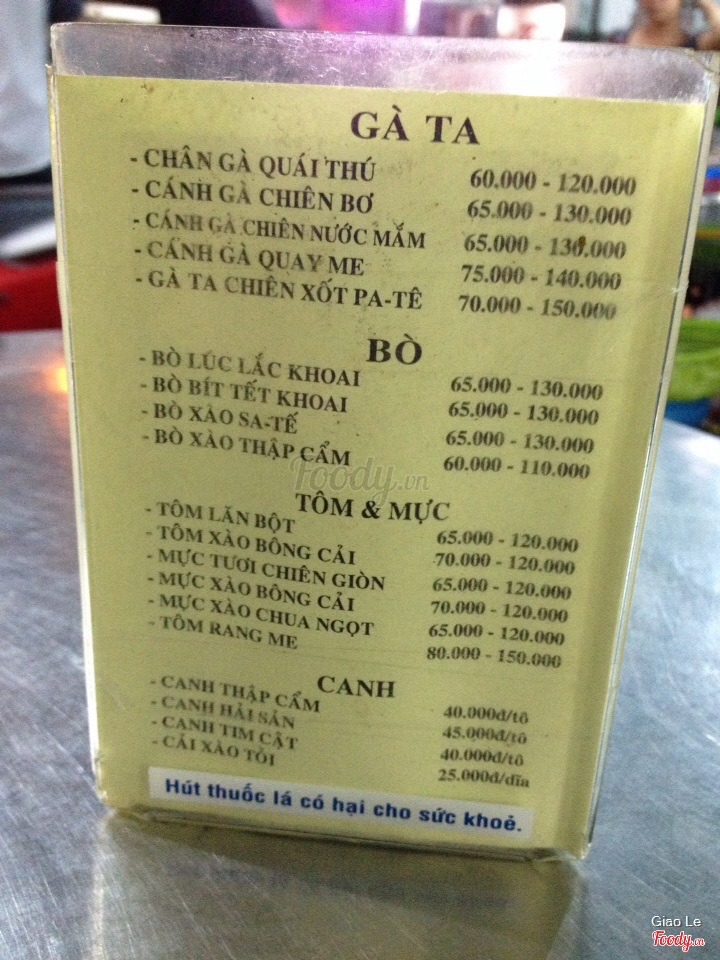 GÀ TA
- CHÂN GÀ QUÁI THÚ 60.000 - 120.000
- CÁNH GÀ CHIÊN BƠ 65.000 - 130.000
- CÁNH GÀ CHIÊN NƯỚC MẮM 65.000 - 130.000
- CÁNH GÀ QUAY ME 75.000 - 140.000
- GÀ TA CHIÊN XỐT PA-TÊ 70.000 - 150.000
BÒ
- BÒ LÚC LẮC KHOAI 65.000 - 130.000
- BÒ BÍT TẾT KHOAI 65.000 - 130.000
- BÒ XÀO SA-TẾ 65.000 - 130.000
- BÒ XÀO THẬP CẨM 60.000 - 110.000
Foody.vn
TÔM & MỰC
- TÔM LĂN BỘT 65.000 - 120.000
- TÔM XÀO BÔNG CẢI 70.000 - 120.000
- MỰC TƯƠI CHIÊN GIÒN 65.000 - 120.000
- MỰC XÀO BÔNG CẢI 70.000 - 120.000
- MỰC XÀO CHUA NGỌT 65.000 - 120.000
- TÔM RANG ME 80.000 - 150.000
CANH
- CANH THẬP CẨM 40.000đ/tô
- CANH HẢI SẢN 45.000đ/tô
- CANH TIM CẬT 40.000đ/tô
- CẢI XÀO TỎI 25.000đ/dĩa
Hút thuốc lá có hại cho sức khoẻ.
Giao Le
Foody.vn